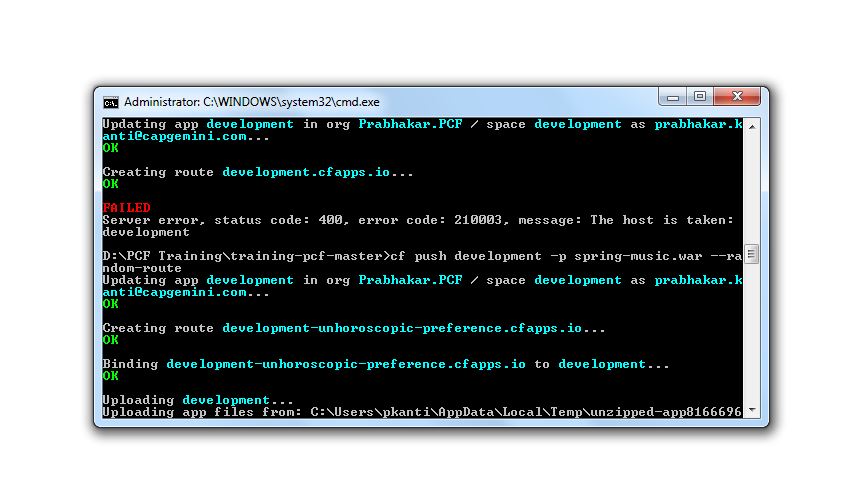 Administrator: C:\WINDOWS\system32\cmd.exe
Updating app development in org Prabhakar.PCF / space development as prabhakar.k
anti@capgemini.com...
OK
Creating route development.cfapps.io...
OK
FAILED
Server error, status code: 400, error code: 210003, message: The host is taken:
development
D:\PCF Training\training-pcf-master>cf push development -p spring-music.war --ra
ndom-route
Updating app development in org Prabhakar.PCF / space development as prabhakar.k
anti@capgemini.com...
OK
Creating route development-unhoroscopic-preference.cfapps.io...
OK
Binding development-unhoroscopic-preference.cfapps.io to development...
OK
Uploading development...
Uploading app files from: C:\Users\pkanti\AppData\Local\Temp\unzipped-app8166696